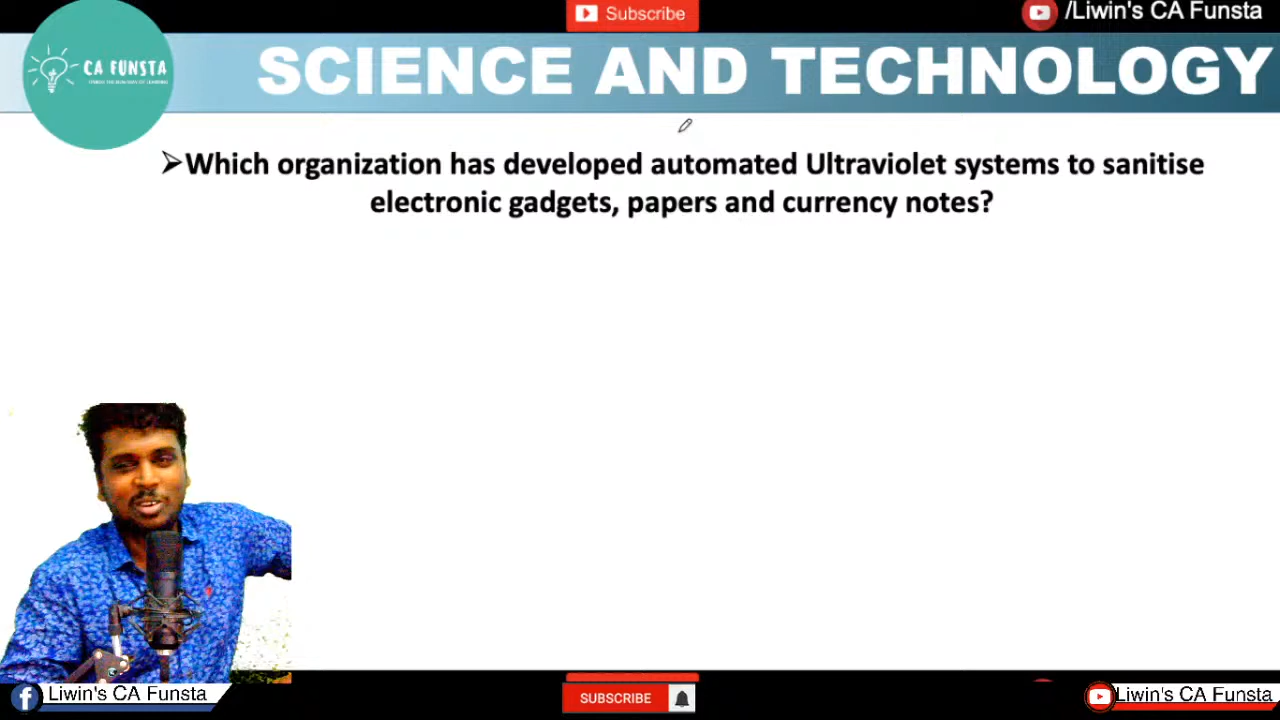 Subscribe
/Liwin's CA Funsta
CA FUNSTA
SCIENCE AND TECHNOLOGY
➢Which organization has developed automated Ultraviolet systems to sanitise
electronic gadgets, papers and currency notes?
Liwin's CA Funsta
SUBSCRIBE
Liwin's CA Funsta